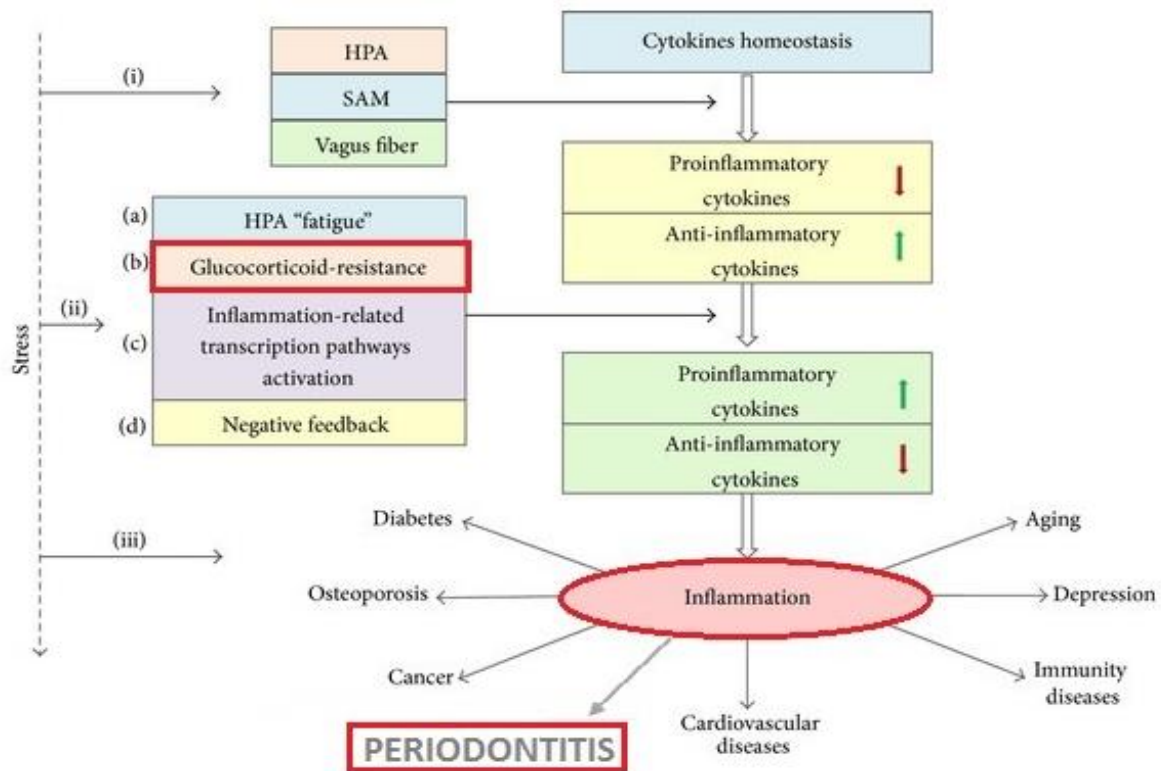 Stress
(i)
HPA
SAM
Vagus fiber
Cytokines homeostasis
Proinflammatory
cytokines
Anti-inflammatory
cytokines
(ii)
(a)
HPA "fatigue"
(b)
Glucocorticoid-resistance
(c)
Inflammation-related
transcription pathways
activation
(d)
Negative feedback
Proinflammatory
cytokines
Anti-inflammatory
cytokines
(iii)
Inflammation
Diabetes
Osteoporosis
Cancer
PERIODONTITIS
Cardiovascular
diseases
Aging
Depression
Immunity
diseases